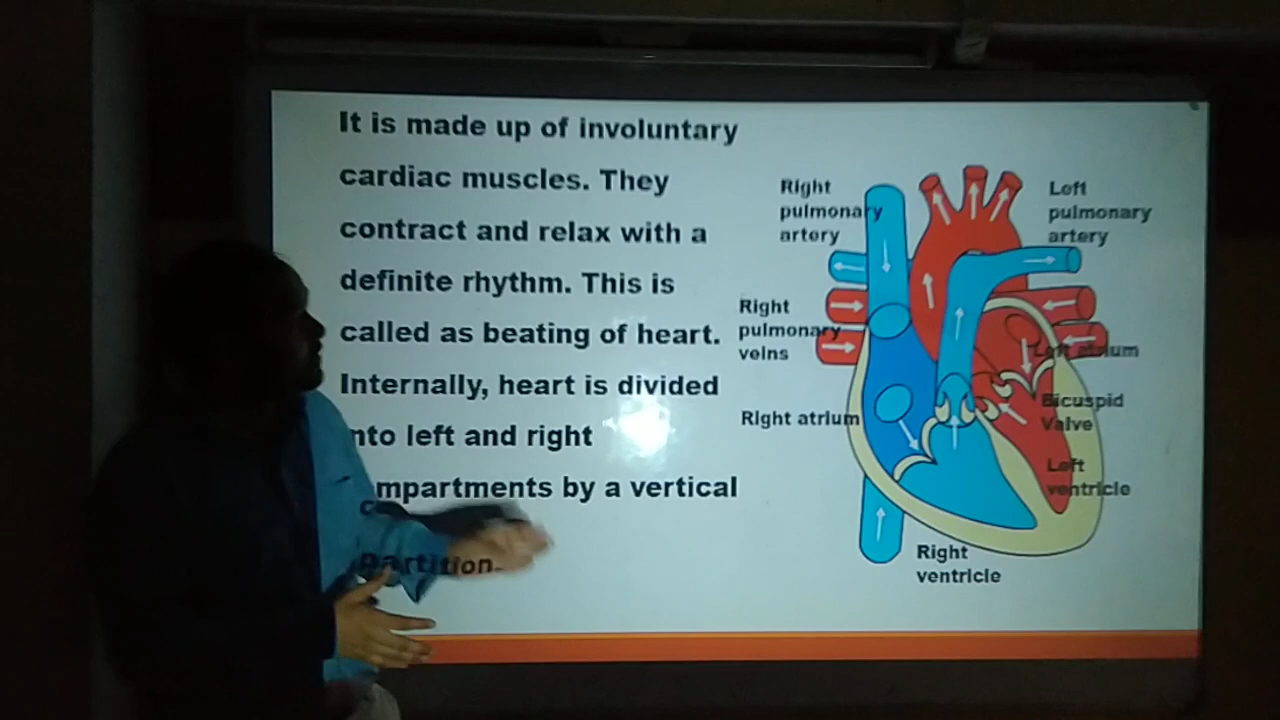 It is made up of involuntary
cardiac muscles. They
contract and relax with a
definite rhythm. This is
called as beating of heart.
Internally, heart is divided
nto left and right
c mpartments by a vertical
partition.
Right
pulmonary
artery
Left
pulmonary
artery
Right
pulmonary
veins
Left atrium
Right atrium
Bicuspid
Valve
Left
ventricle
Right
ventricle